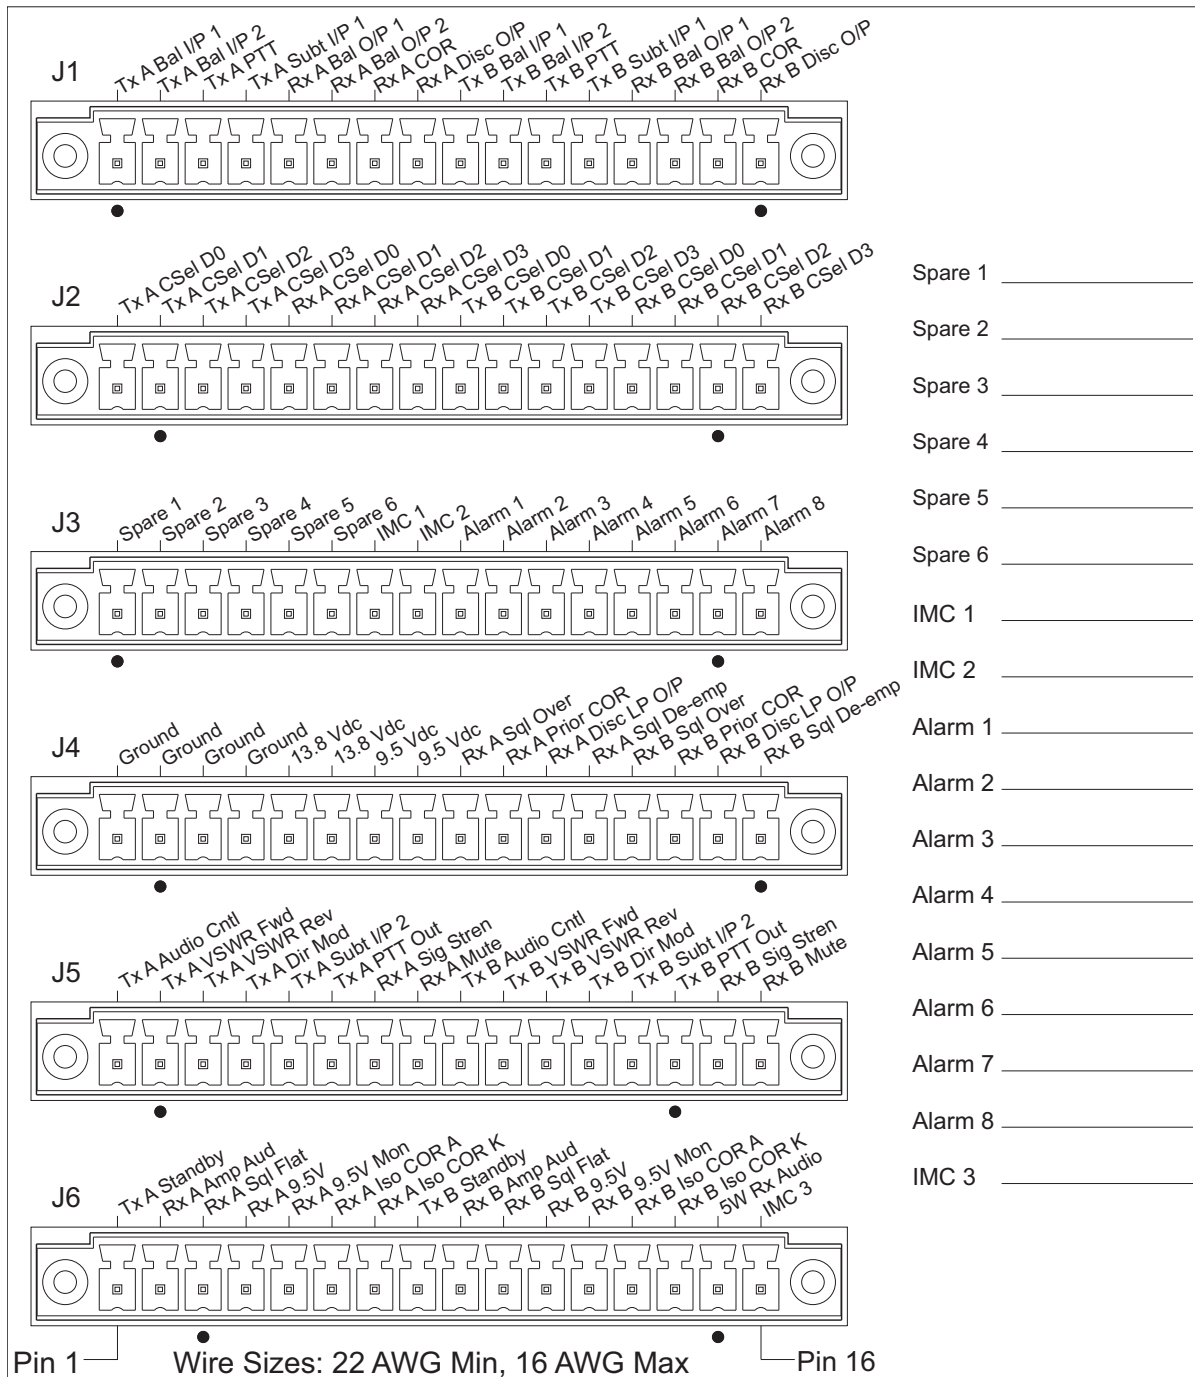 J1
Tx A Bal I/P 1
Tx A Bal I/P 2
Tx A PTT
Tx A Subt I/P 1
Rx A Bal O/P 1
Rx A Bal O/P 2
Rx A COR
Rx A Disc O/P
Tx B Bal I/P 1
Tx B Bal I/P 2
Tx B PTT
Tx B Subt I/P 1
Rx B Bal O/P 1
Rx B Bal O/P 2
Rx B COR
Rx B Disc O/P
J2
Tx A CSel D0
Tx A CSel D1
Tx A CSel D2
Tx A CSel D3
Rx A CSel D0
Rx A CSel D1
Rx A CSel D2
Rx A CSel D3
Tx B CSel D0
Tx B CSel D1
Tx B CSel D2
Tx B CSel D3
Rx B CSel D0
Rx B CSel D1
Rx B CSel D2
Rx B CSel D3
J3
Spare 1
Spare 2
Spare 3
Spare 4
Spare 5
Spare 6
IMC 1
IMC 2
Alarm 1
Alarm 2
Alarm 3
Alarm 4
Alarm 5
Alarm 6
Alarm 7
Alarm 8
J4
Ground
Ground
Ground
Ground
13.8 Vdc
13.8 Vdc
9.5 Vdc
9.5 Vdc
Rx A Sql Over
Rx A Prior COR
Rx A Disc LP O/P
Rx A Sql De-emp
Rx B Sql Over
Rx B Prior COR
Rx B Disc LP O/P
Rx B Sql De-emp
J5
Tx A Audio Cntl
Tx A VSWR Fwd
Tx A VSWR Rev
Tx A Dir Mod
Tx A Subt I/P 2
Tx A PTT Out
Rx A Sig Stren
Rx A Mute
Tx B Audio Cntl
Tx B VSWR Fwd
Tx B VSWR Rev
Tx B Dir Mod
Tx B Subt I/P 2
Tx B PTT Out
Rx B Sig Stren
Rx B Mute
J6
Tx A Standby
Rx A Amp Aud
Rx A Sql Flat
Rx A 9.5V
Rx A 9.5V Mon
Rx A Iso COR A
Rx A Iso COR K
Tx B Standby
Rx B Amp Aud
Rx B Sql Flat
Rx B 9.5V
Rx B 9.5V Mon
Rx B Iso COR A
Rx B Iso COR K
5W Rx Audio
IMC 3
Pin 1
Wire Sizes: 22 AWG Min, 16 AWG Max
Pin 16
Spare 1
Spare 2
Spare 3
Spare 4
Spare 5
Spare 6
IMC 1
IMC 2
Alarm 1
Alarm 2
Alarm 3
Alarm 4
Alarm 5
Alarm 6
Alarm 7
Alarm 8
IMC 3